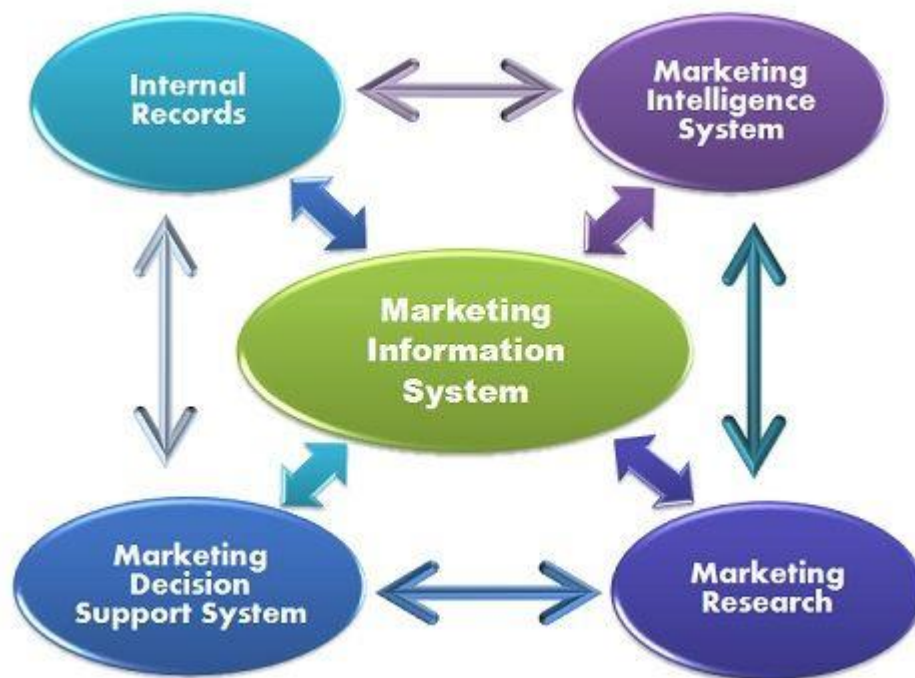 Internal
Records
Marketing
Intelligence
System
Marketing
Information
System
Marketing
Decision
Support System
Marketing
Research